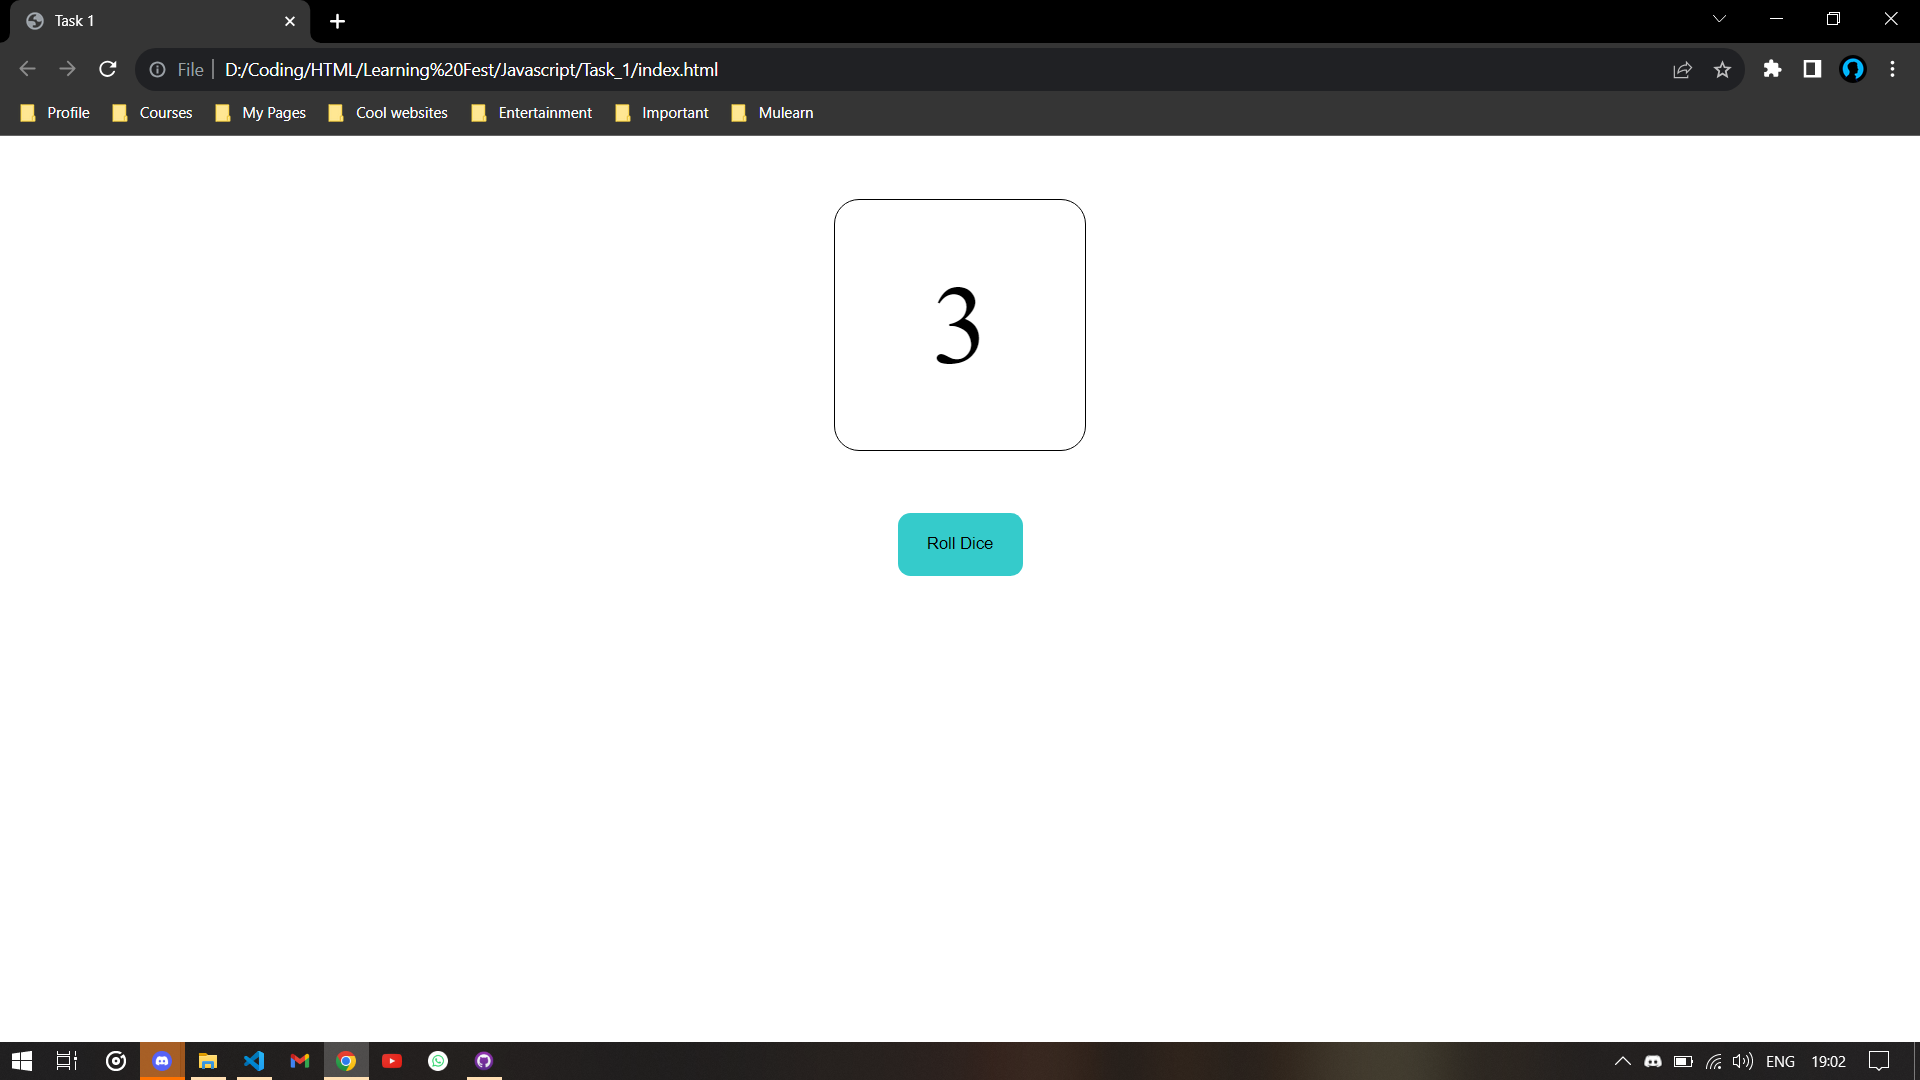 Task 1
File D:/Coding/HTML/Learning%20Fest/Javascript/Task_1/index.html
Profile Courses My Pages Cool websites Entertainment Important Mulearn
3
Roll Dice
ENG 19:02